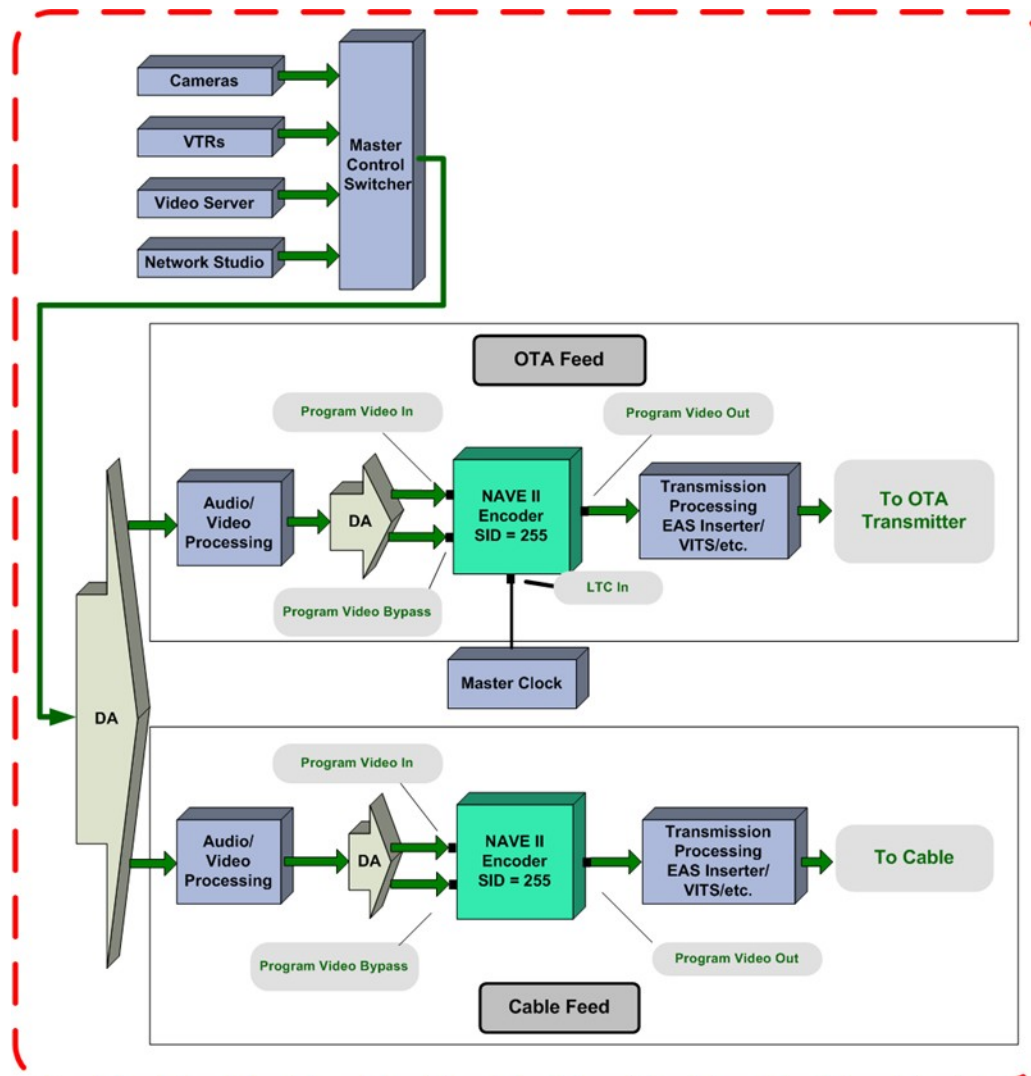 Cameras
VTRs
Video Server
Network Studio
Master
Control
Switcher
OTA Feed
Program Video In
Program Video Out
Audio/
Video
Processing
DA
NAVE II
Encoder
SID = 255
Transmission
Processing
EAS Inserter/
VITS/etc.
To OTA
Transmitter
Program Video Bypass
LTC In
Master Clock
DA
Program Video In
Audio/
Video
Processing
DA
NAVE II
Encoder
SID = 255
Transmission
Processing
EAS Inserter/
VITS/etc.
To Cable
Program Video Bypass
Program Video Out
Cable Feed